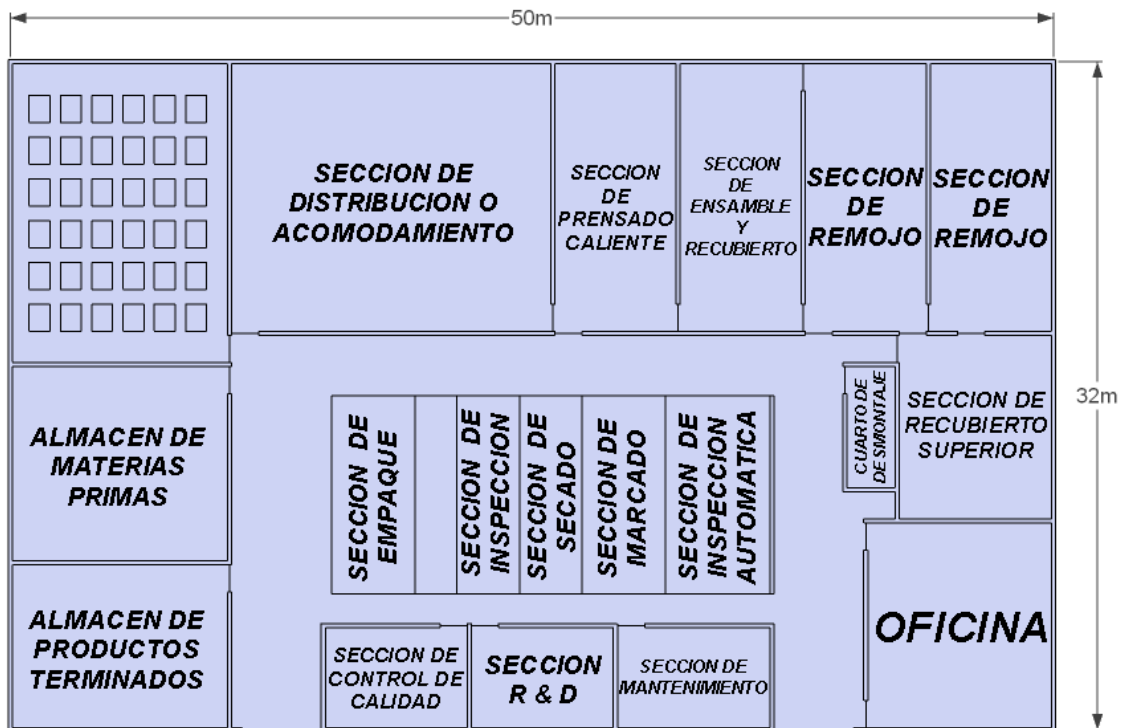 50m
SECCION DE
DISTRIBUCION O
ACOMODAMIENTO
SECCION
DE
PRENSADO
CALIENTE
SECCION
DE
ENSAMBLE
Y
RECUBIERTO
SECCION
DE
REMOJO
SECCION
DE
REMOJO
32m
ALMACEN DE
MATERIAS
PRIMAS
SECCION DE
EMPAQUE
SECCION DE
INSPECCION
SECCION DE
SECADO
SECCION DE
MARCADO
SECCION DE
INSPECCION
AUTOMATICA
CUARTO DE
DESMONTAJE
SECCION DE
RECUBIERTO
SUPERIOR
ALMACEN DE
PRODUCTOS
TERMINADOS
SECCION DE
CONTROL DE
CALIDAD
SECCION
R & D
SECCION DE
MANTENIMIENTO
OFICINA